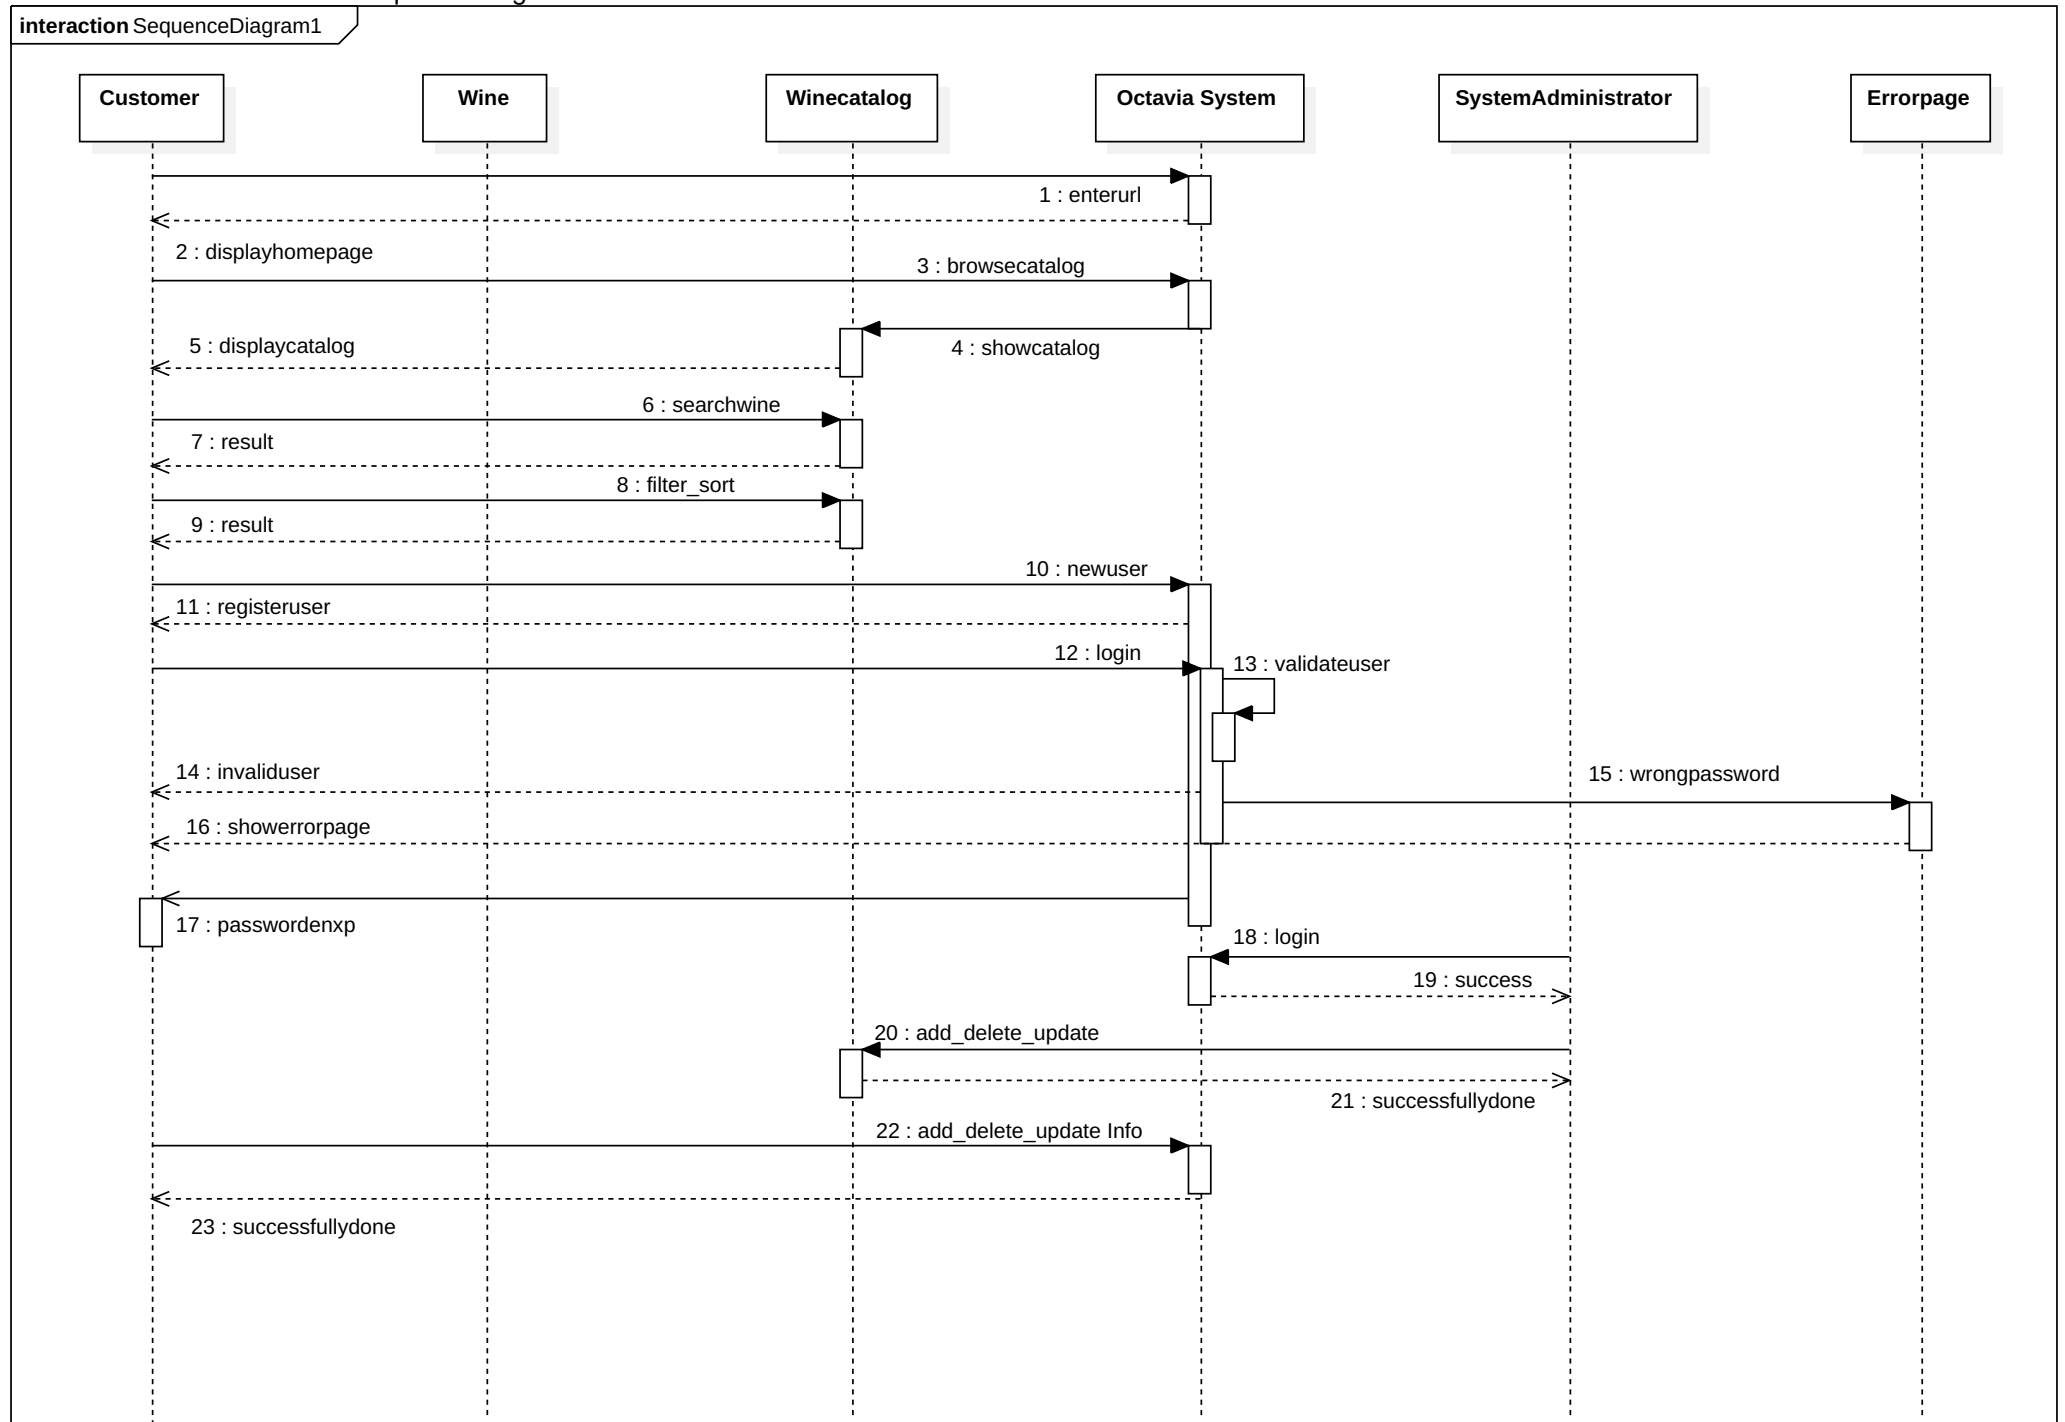 interaction SequenceDiagram1
Customer
Wine
Winecatalog
Octavia System
SystemAdministrator
Errorpage
1 : enterurl
2 : displayhomepage
3 : browsecatalog
4 : showcatalog
5 : displaycatalog
6 : searchwine
7 : result
8 : filter_sort
9 : result
10 : newuser
11 : registeruser
12 : login
13 : validateuser
14 : invaliduser
15 : wrongpassword
16 : showerrorpage
17 : passwordenxp
18 : login
19 : success
20 : add_delete_update
21 : successfullydone
22 : add_delete_update Info
23 : successfullydone